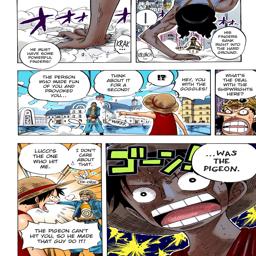 HE MUST
HAVE SOME
POWERFUL
FINGERS!
KRAK
HIS
FINGERS
SANK
RIGHT INTO
THE HARD
GROUND.
THE PERSON
WHO MADE
FUN OF YOU
AND
PROVOKED
YOU...
THINK
ABOUT IT
FOR A
SECOND!
!?
HEY, YOU
WITH THE
GOGGLES!
WHAT'S
THE DEAL
WITH THE
SHIPWRIGHTS
HERE?
LUCCI'S
THE ONE
WHO HIT
ME.
I DON'T
CARE
ABOUT
THAT.
THE PIGEON CAN'T
HIT YOU, SO HE MADE
THAT GUY DO IT!
ゴーン!
...WAS
THE
PIGEON.